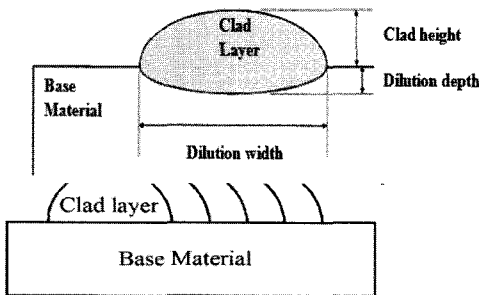 Clad
Layer
Clad height
Base
Material
Dilution depth
Dilution width
Clad layer
Base Material